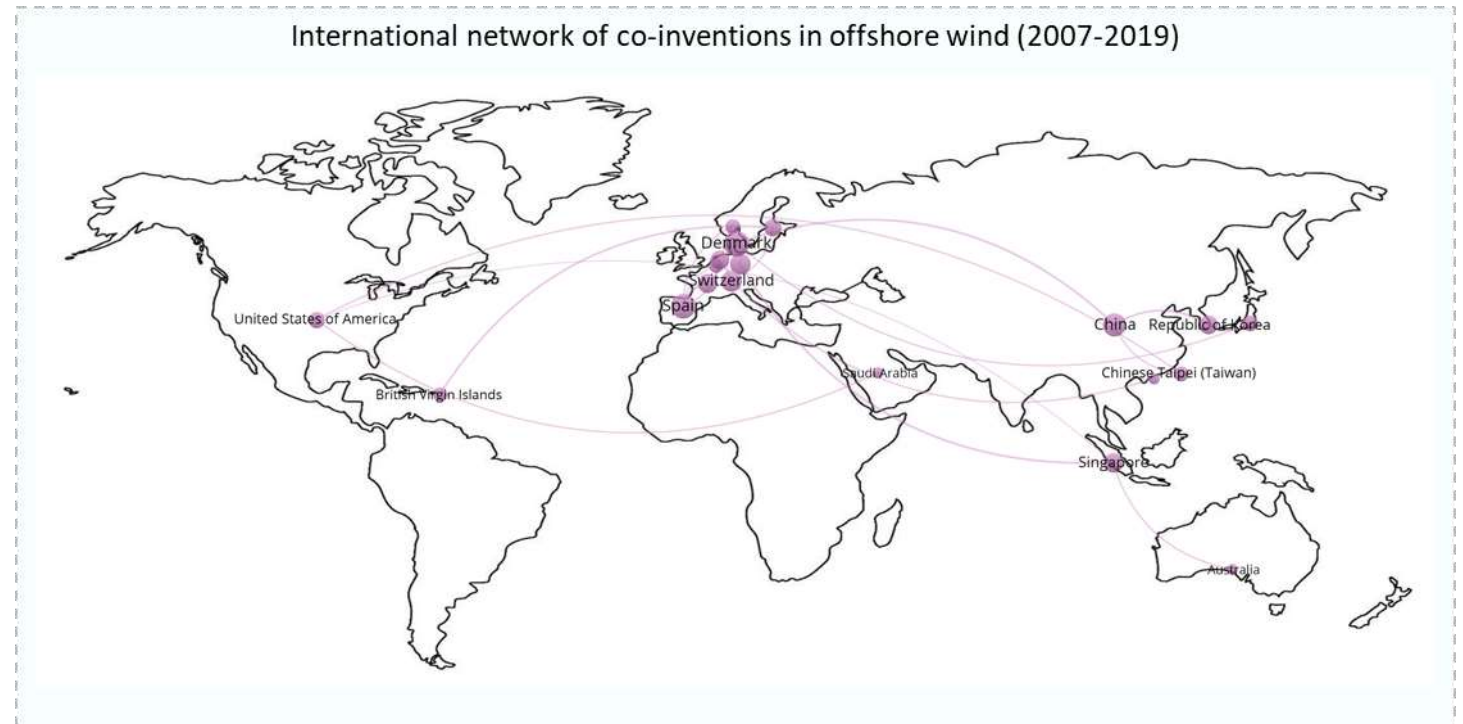 International network of co-inventions in offshore wind (2007-2019)
Denmark
Switzerland
Spain
United States of America
China
Republic of Korea
Saudi Arabia
Chinese Taipei (Taiwan)
British Virgin Islands
Singapore
Australia